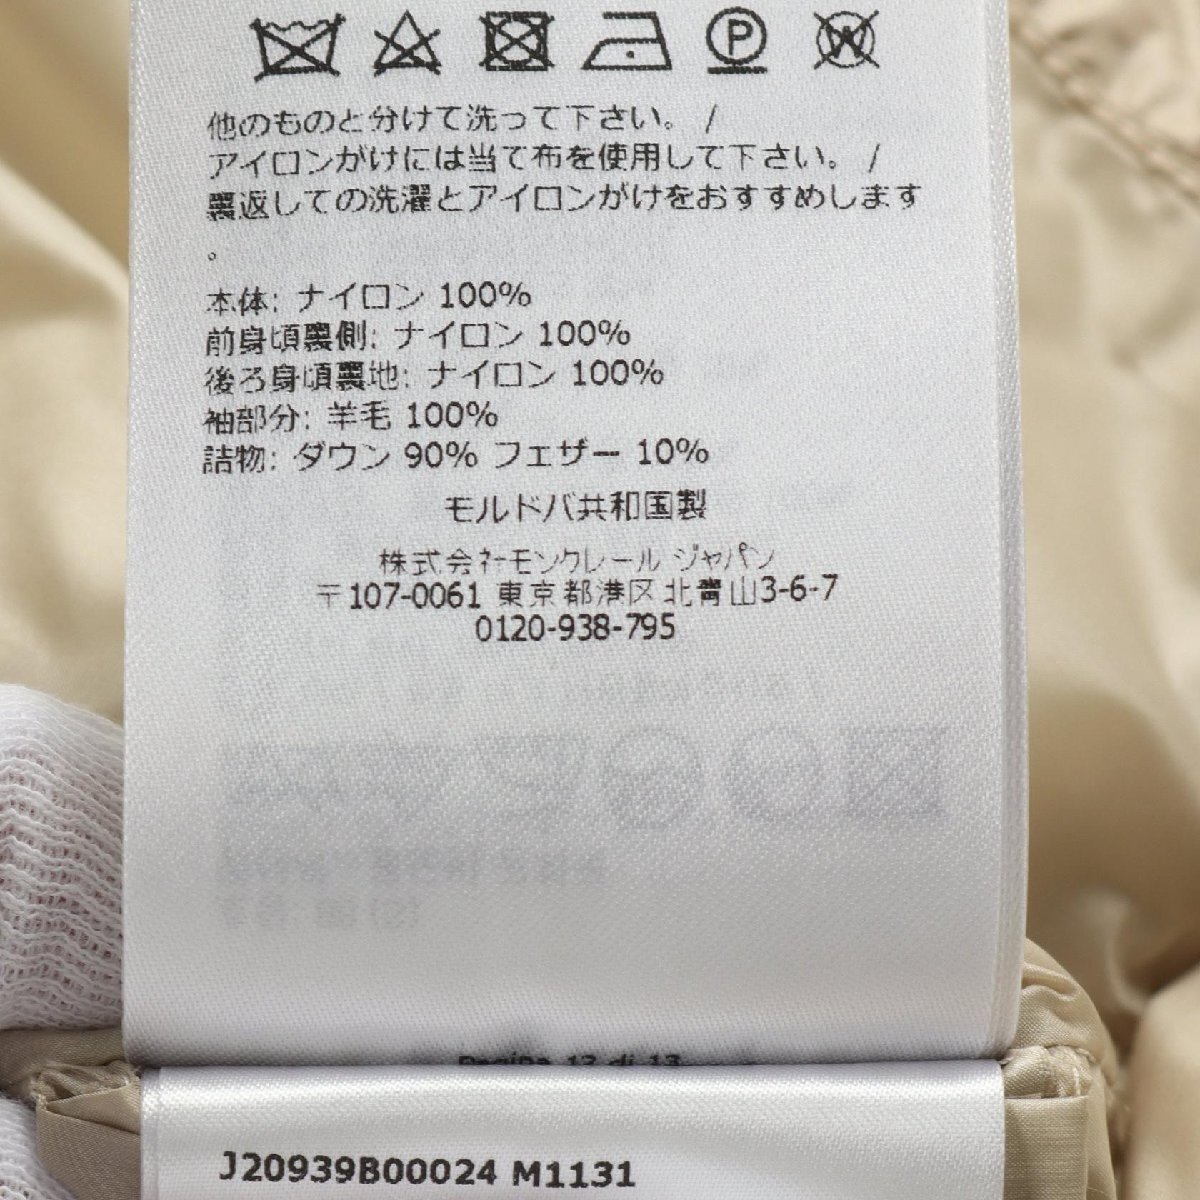 他のものと分けて洗って下さい。 /
アイロンがけには当て布を使用して下さい。 /
裏返しての洗濯とアイロンがけをおすすめします
。
本体: ナイロン 100%
前身頃裏側: ナイロン 100%
後ろ身頃裏地: ナイロン 100%
袖部分: 羊毛 100%
詰物: ダウン 90% フェザー 10%
モルドバ共和国製
株式会社モンクレール ジャパン
〒107-0061 東京都港区北青山3-6-7
0120-938-795
Pagina 13 di 13
J20939B00024 M1131